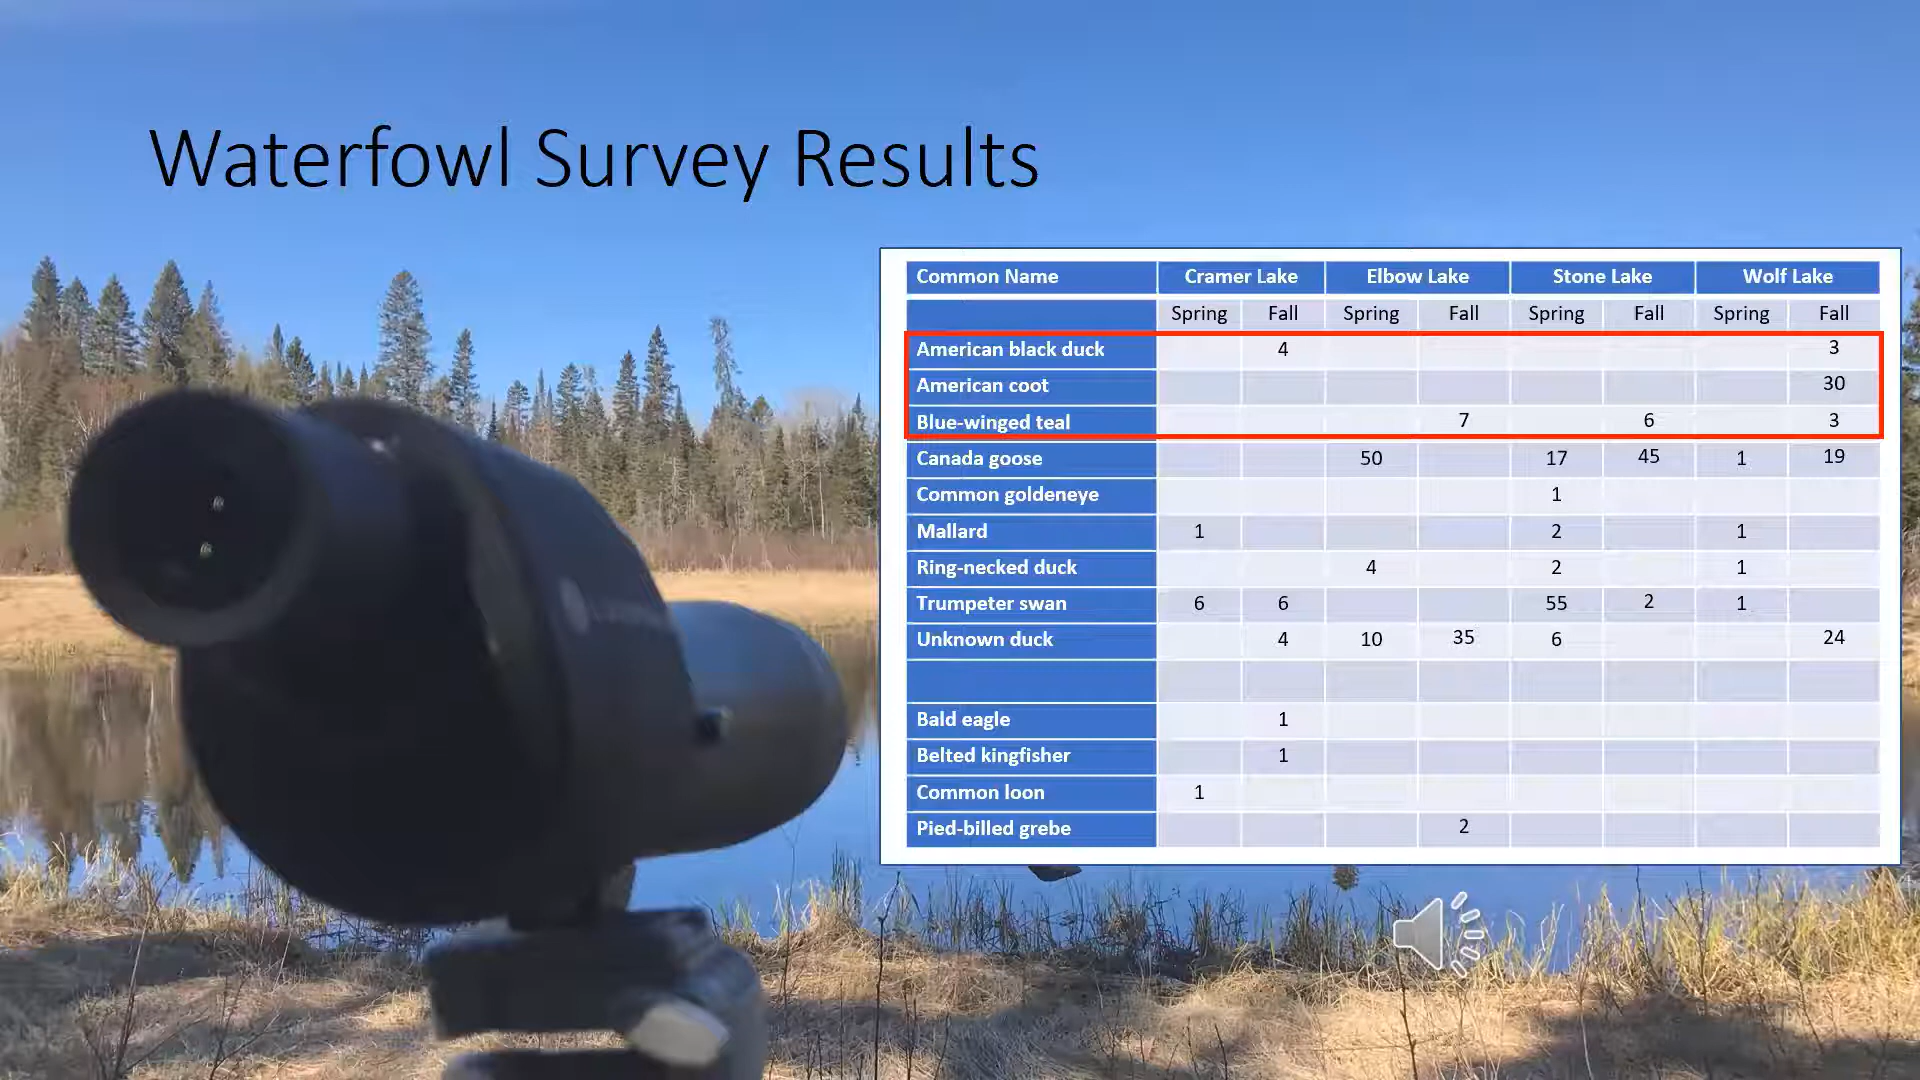 Waterfowl Survey Results
Common Name Cramer Lake Elbow Lake Stone Lake Wolf Lake
Spring Fall Spring Fall Spring Fall Spring Fall
American black duck 4 3
American coot 30
Blue-winged teal 7 6 3
Canada goose 50 17 45 1 19
Common goldeneye 1
Mallard 1 2 1
Ring-necked duck 4 2 1
Trumpeter swan 6 6 55 2 1
Unknown duck 4 10 35 6 24
Bald eagle 1
Belted kingfisher 1
Common loon 1
Pied-billed grebe 2